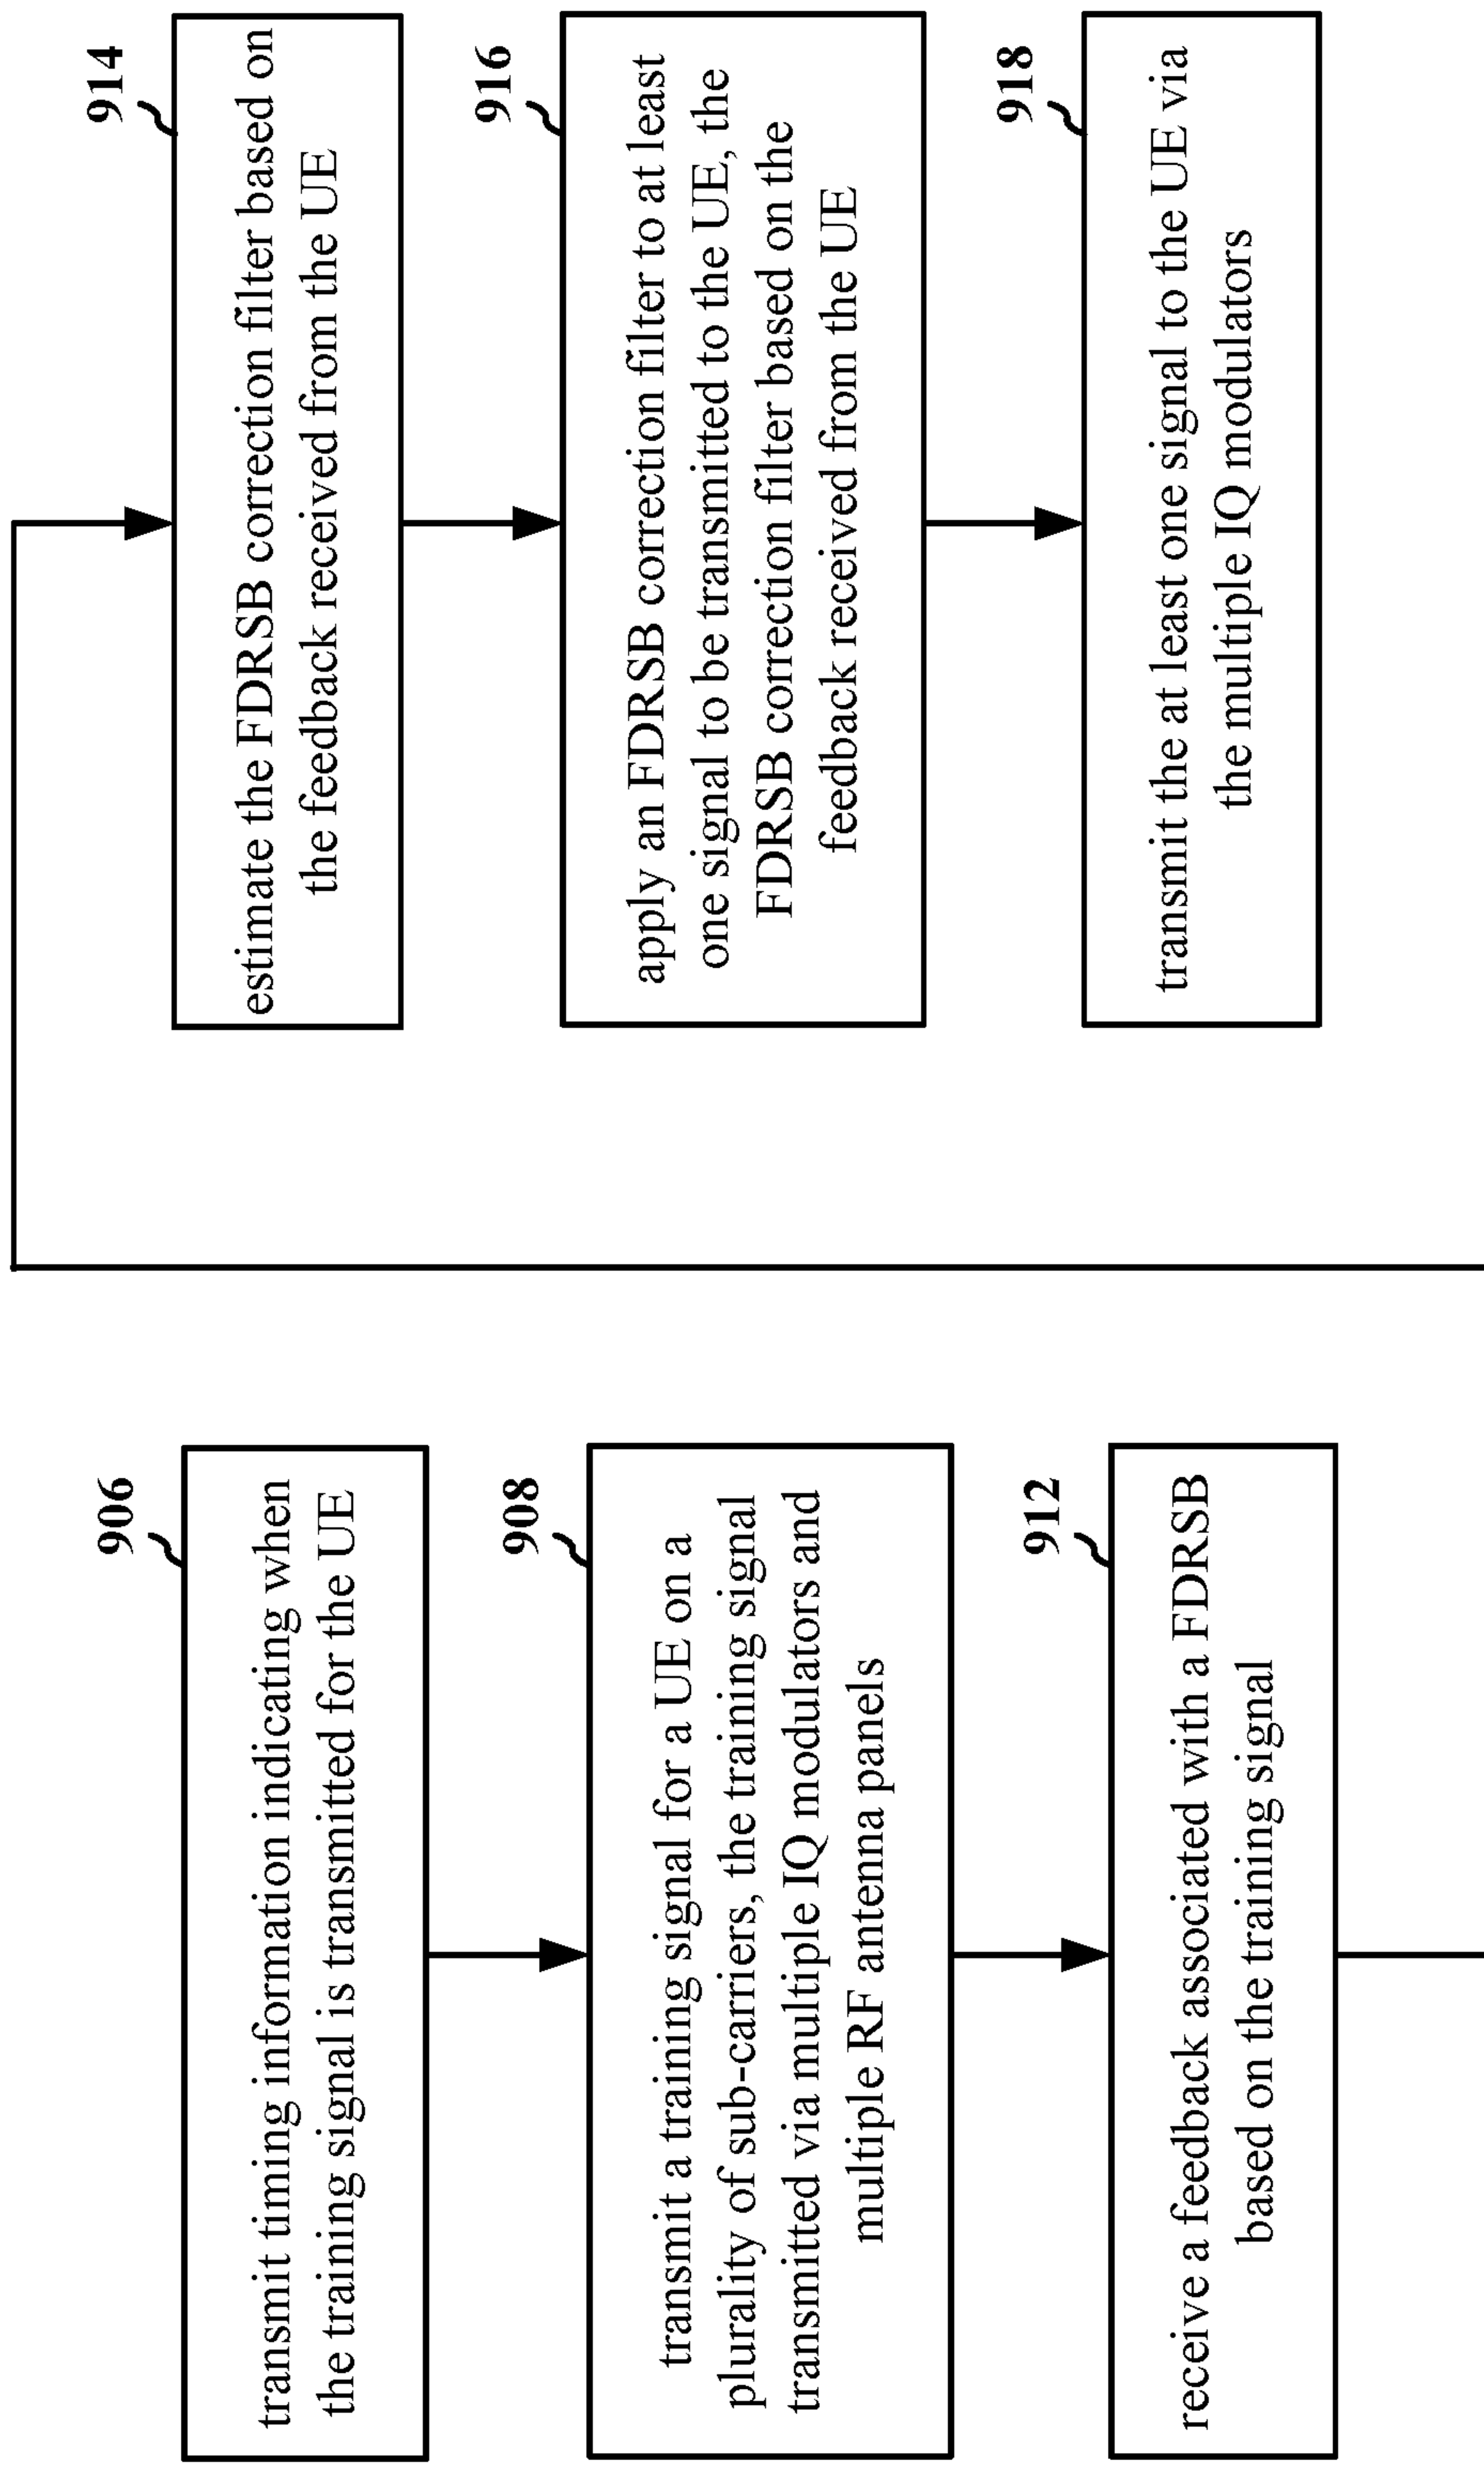 906
transmit timing information indicating when
the training signal is transmitted for the UE
908
transmit a training signal for a UE on a
plurality of sub-carriers, the training signal
transmitted via multiple IQ modulators and
multiple RF antenna panels
912
receive a feedback associated with a FDRSB
based on the training signal
914
estimate the FDRSB correction filter based on
the feedback received from the UE
916
apply an FDRSB correction filter to at least
one signal to be transmitted to the UE, the
FDRSB correction filter based on the
feedback received from the UE
918
transmit the at least one signal to the UE via
the multiple IQ modulators